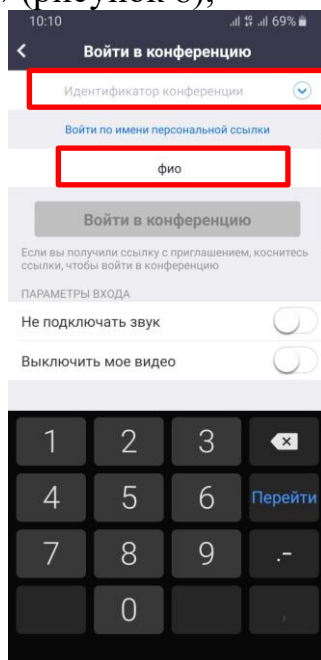 (рисунок 6),
10:10 69%
Войти в конференцию
Идентификатор конференции
Войти по имени персональной ссылки
фио
Войти в конференцию
Если вы получили ссылку с приглашением, коснитесь
ссылки, чтобы войти в конференцию
ПАРАМЕТРЫ ВХОДА
Не подключать звук
Выключить мое видео
1 2 3
4 5 6 Перейти
7 8 9 .-
0 ,